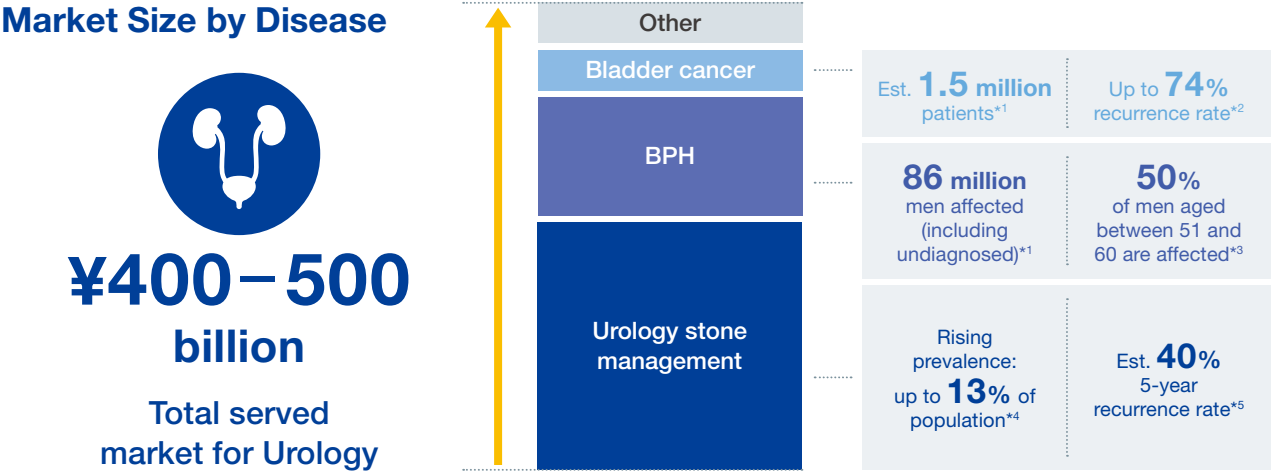 Market Size by Disease
¥400–500
billion
Total served
market for Urology
Other
Bladder cancer
BPH
Urology stone
management
Est. 1.5 million
patients*1
Up to 74%
recurrence rate*2
86 million
men affected
(including
undiagnosed)*1
50%
of men aged
between 51 and
60 are affected*3
Rising
prevalence:
up to 13% of
population*4
Est. 40%
5-year
recurrence rate*5